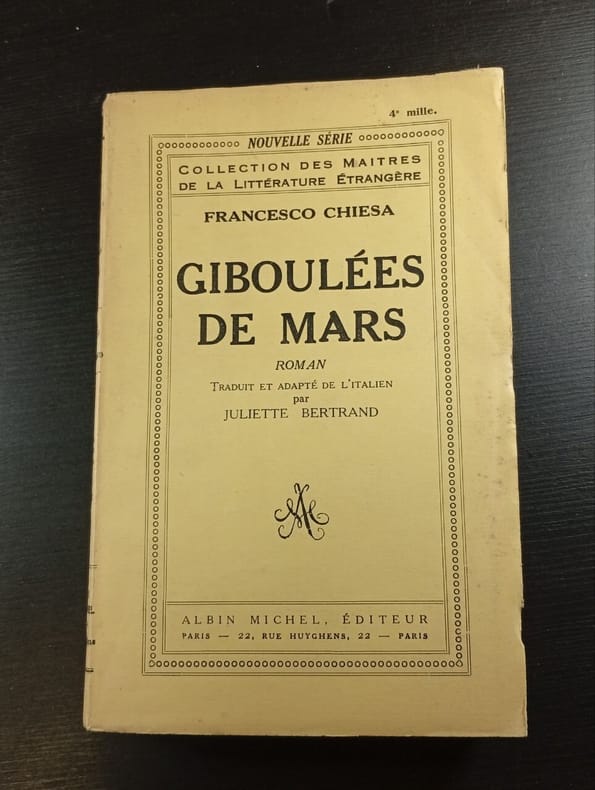 4e mille.
NOUVELLE SÉRIE
COLLECTION DES MAITRES
DE LA LITTÉRATURE ÉTRANGÈRE
FRANCESCO CHIESA
GIBOULÉES
DE MARS
ROMAN
TRADUIT ET ADAPTÉ DE L'ITALIEN
par
JULIETTE BERTRAND
ALBIN MICHEL, ÉDITEUR
PARIS — 22, RUE HUYGHENS, 22 — PARIS